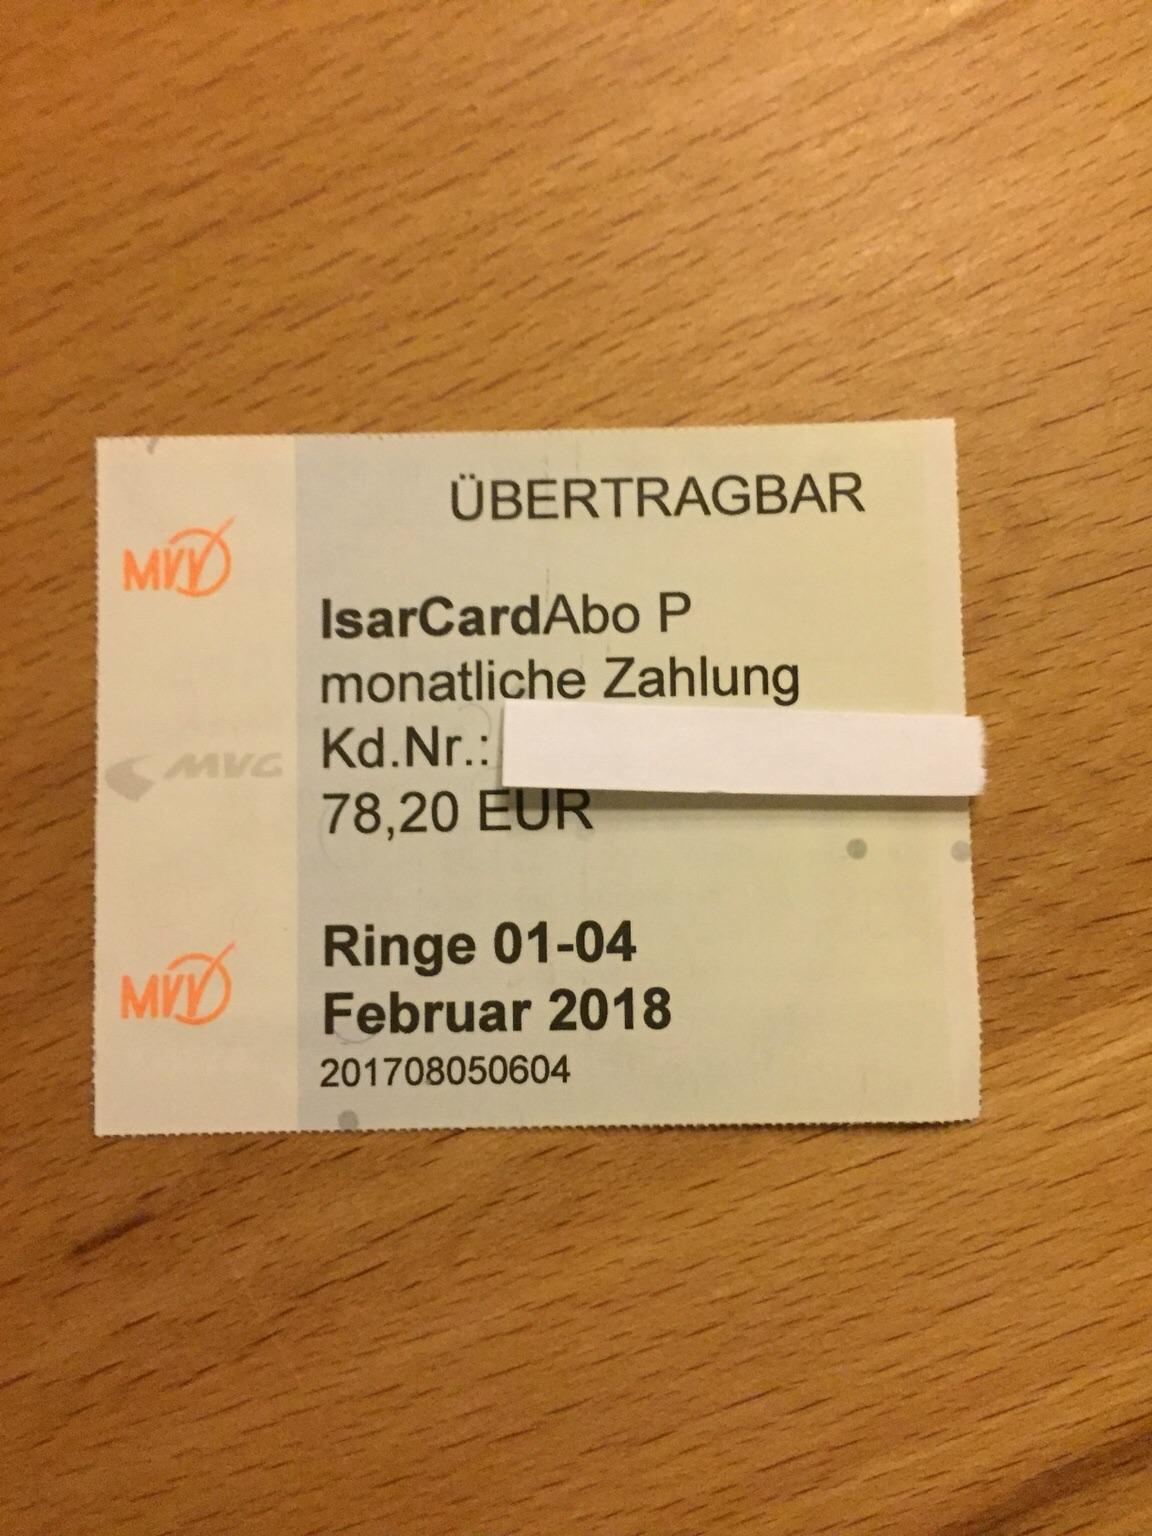 ÜBERTRAGBAR
MVV
IsarCardAbo P
monatliche Zahlung
Kd.Nr.:
MVG
78,20 EUR
Ringe 01-04
MVV
Februar 2018
201708050604